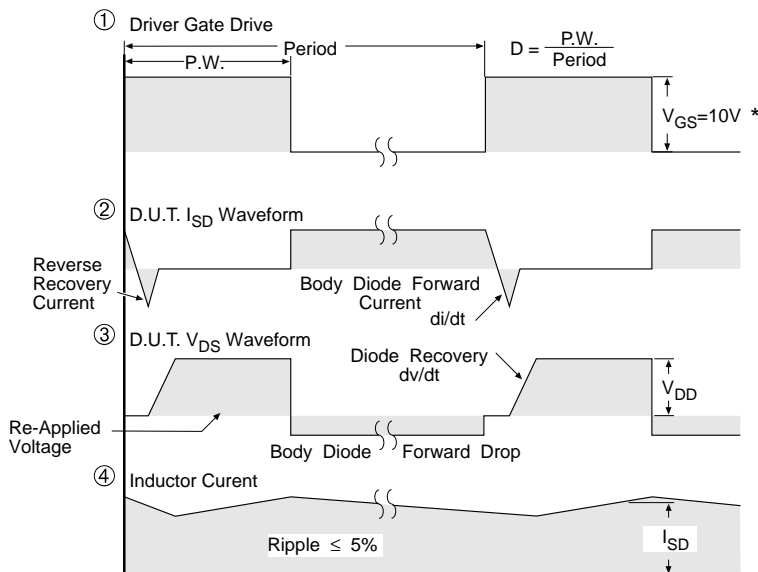 ① Driver Gate Drive
Period
P.W.
D = P.W. / Period
V_GS=10V *
② D.U.T. I_SD Waveform
Reverse
Recovery
Current
Body Diode Forward
Current
di/dt
③ D.U.T. V_DS Waveform
Diode Recovery
dv/dt
V_DD
Re-Applied
Voltage
Body Diode Forward Drop
④ Inductor Curent
Ripple ≤ 5%
I_SD